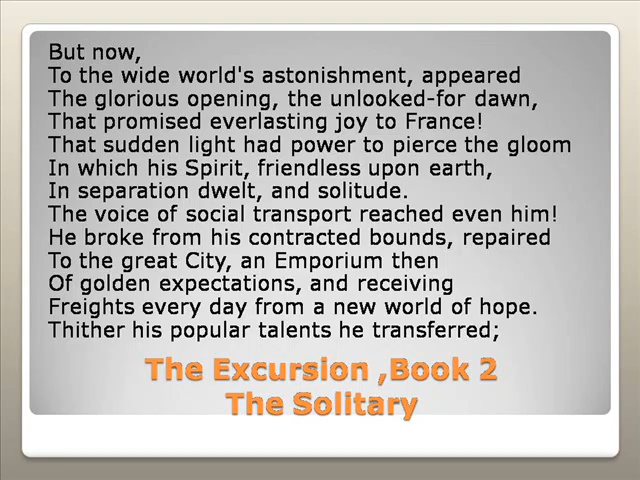 But now,
To the wide world's astonishment, appeared
The glorious opening, the unlooked-for dawn,
That promised everlasting joy to France!
That sudden light had power to pierce the gloom
In which his Spirit, friendless upon earth,
In separation dwelt, and solitude.
The voice of social transport reached even him!
He broke from his contracted bounds, repaired
To the great City, an Emporium then
Of golden expectations, and receiving
Freights every day from a new world of hope.
Thither his popular talents he transferred;
The Excursion ,Book 2
The Solitary